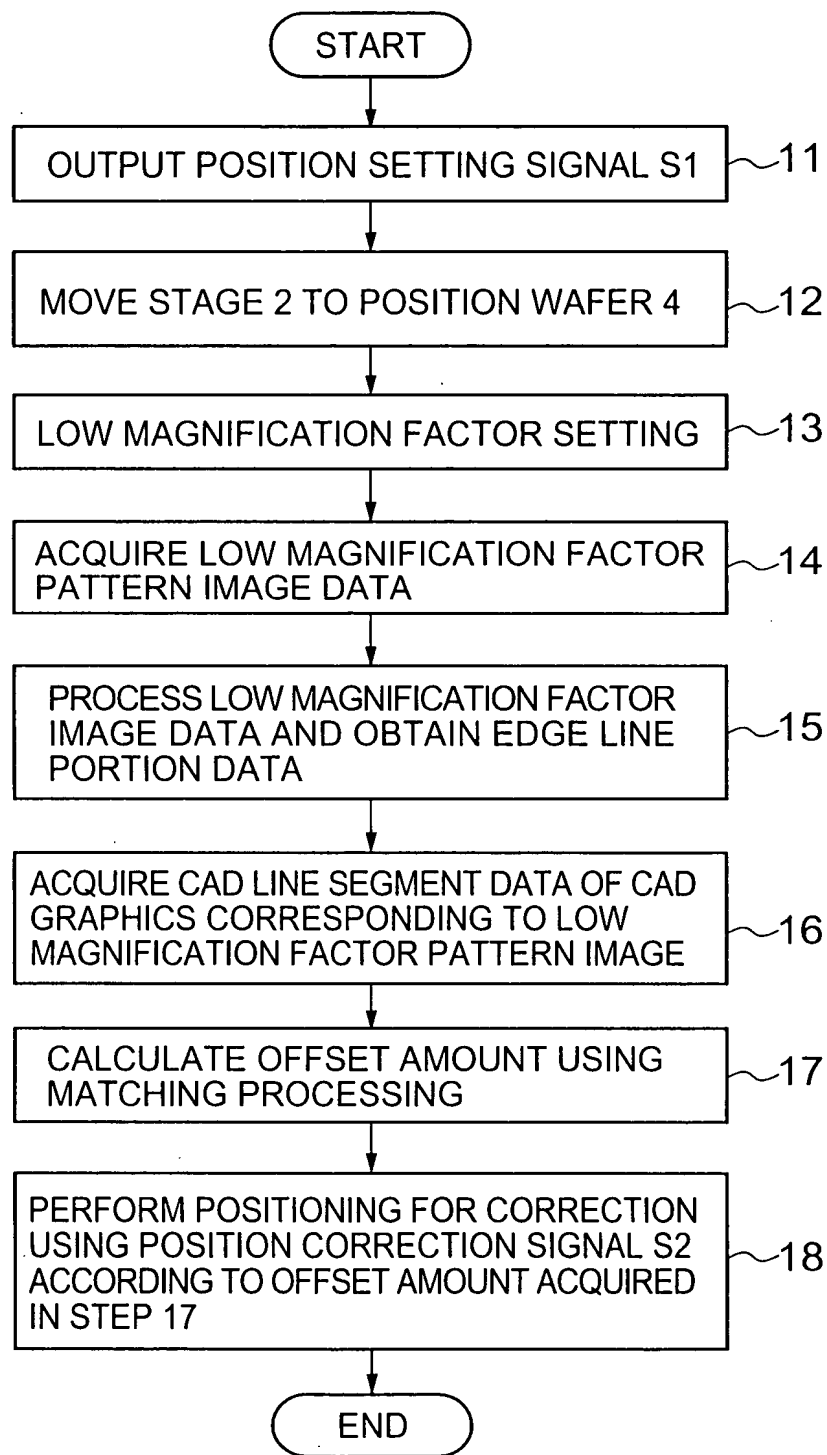 START
OUTPUT POSITION SETTING SIGNAL S1
11
MOVE STAGE 2 TO POSITION WAFER 4
12
LOW MAGNIFICATION FACTOR SETTING
13
ACQUIRE LOW MAGNIFICATION FACTOR
PATTERN IMAGE DATA
14
PROCESS LOW MAGNIFICATION FACTOR
IMAGE DATA AND OBTAIN EDGE LINE
PORTION DATA
15
ACQUIRE CAD LINE SEGMENT DATA OF CAD
GRAPHICS CORRESPONDING TO LOW
MAGNIFICATION FACTOR PATTERN IMAGE
16
CALCULATE OFFSET AMOUNT USING
MATCHING PROCESSING
17
PERFORM POSITIONING FOR CORRECTION
USING POSITION CORRECTION SIGNAL S2
ACCORDING TO OFFSET AMOUNT ACQUIRED
IN STEP 17
18
END